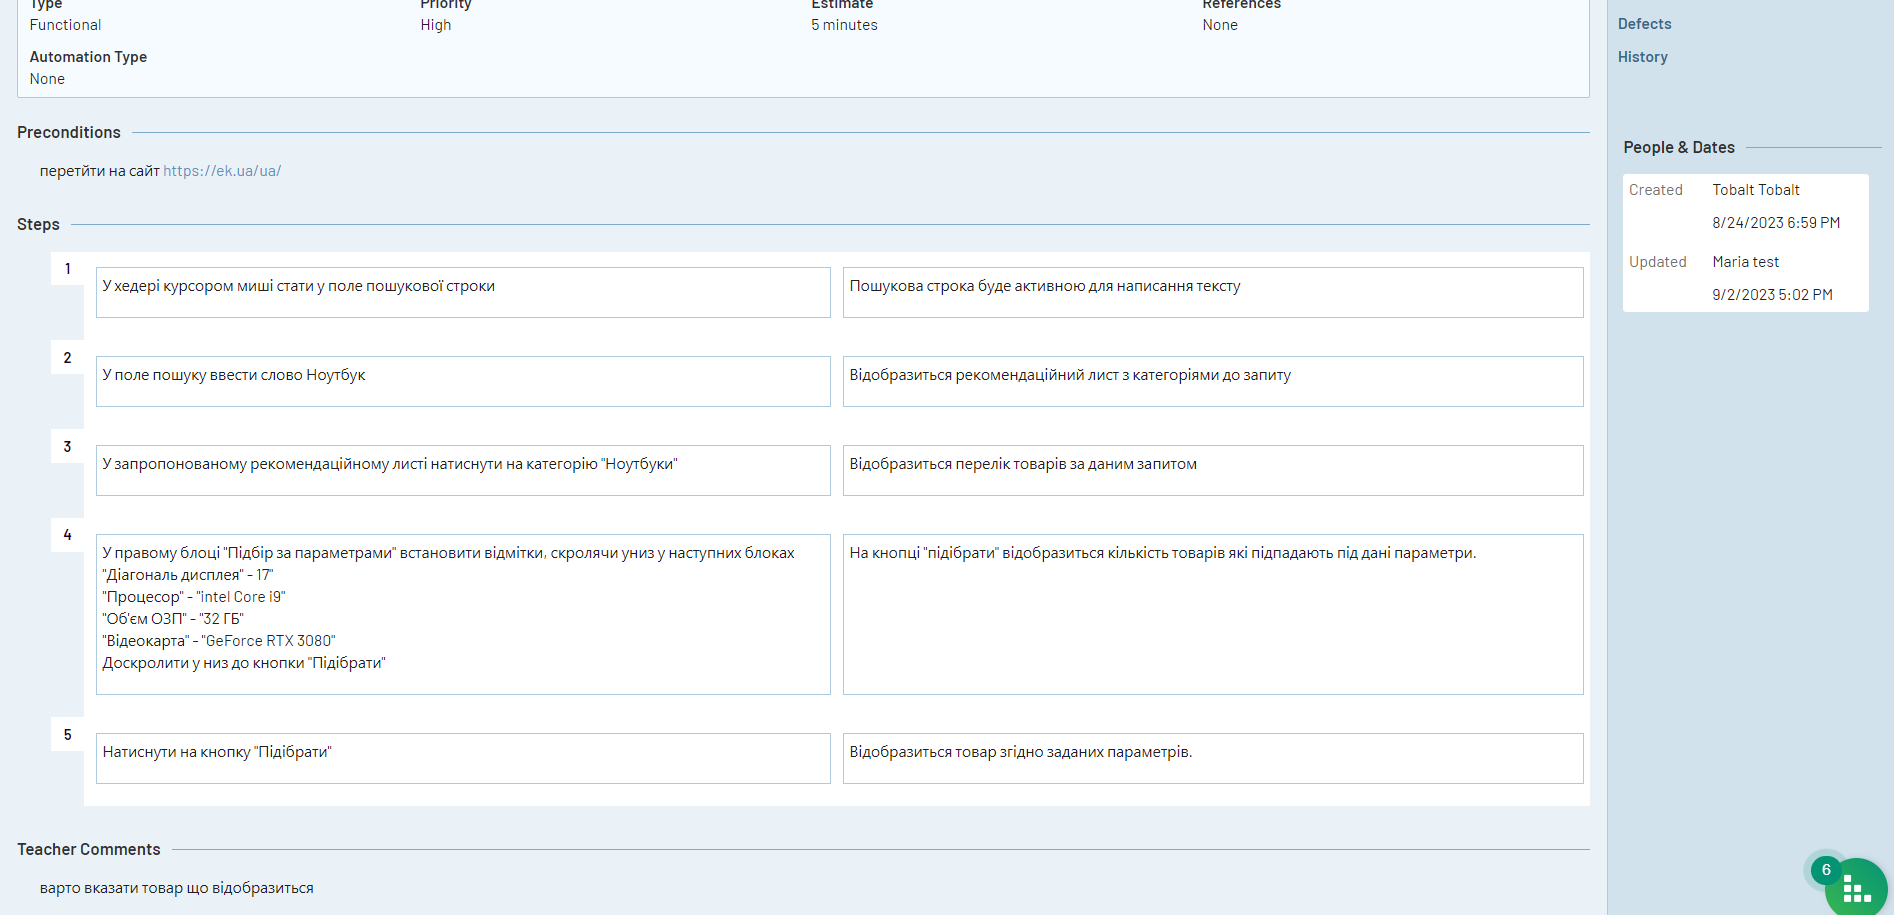 Type
Priority
Estimate
References
Functional
High
5 minutes
None
Automation Type
None
Preconditions
перетйти на сайт https://ek.ua/ua/
Steps
1
У хедері курсором миші стати у поле пошукової строки
Пошукова строка буде активною для написання тексту
2
У поле пошуку ввести слово Ноутбук
Відобразиться рекомендаційний лист з категоріями до запиту
3
У запропонованому рекомендаційному листі натиснути на категорію "Ноутбуки"
Відобразиться перелік товарів за даним запитом
4
У правому блоці "Підбір за параметрами" встановити відмітки, скролячи униз у наступних блоках
"Діагональ дисплея" - 17"
"Процесор" - "intel Core i9"
"Об'єм ОЗП" - "32 ГБ"
"Відеокарта" - "GeForce RTX 3080"
Доскролити у низ до кнопки "Підібрати"
На кнопці "підібрати" відобразиться кількість товарів які підпадають під дані параметри.
5
Натиснути на кнопку "Підібрати"
Відобразиться товар згідно заданих параметрів.
Teacher Comments
варто вказати товар що відобразиться
Defects
History
People & Dates
Created
Tobalt Tobalt
8/24/2023 6:59 PM
Updated
Maria test
9/2/2023 5:02 PM
6